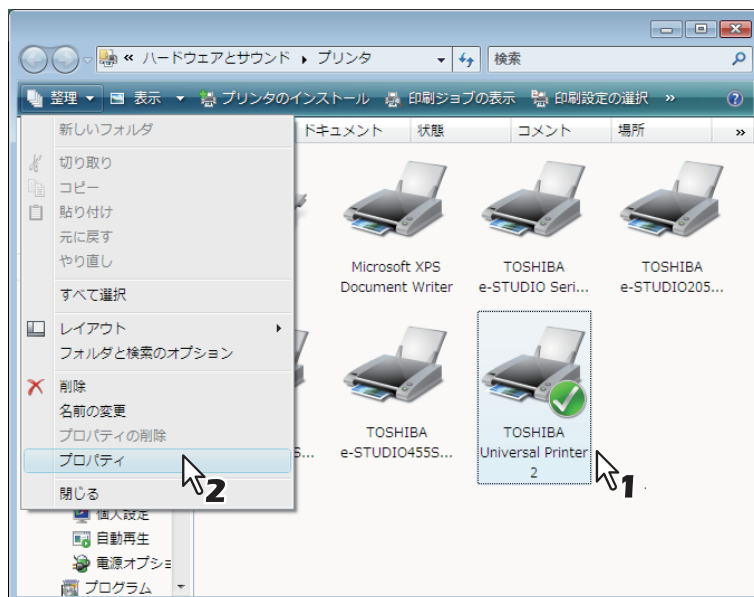 « ハードウェアとサウンド ▸ プリンタ
検索
整理 表示 プリンタのインストール 印刷ジョブの表示 印刷設定の選択 »
ドキュメント 状態 コメント 場所 »
新しいフォルダ
切り取り
コピー
貼り付け
元に戻す
やり直し
すべて選択
レイアウト
フォルダと検索のオプション
削除
名前の変更
プロパティの削除
プロパティ
閉じる
Microsoft XPS
Document Writer
TOSHIBA
e-STUDIO Seri...
TOSHIBA
e-STUDIO205...
S...
TOSHIBA
e-STUDIO455S...
TOSHIBA
Universal Printer
2
1
2
個人設定
自動再生
電源オプショ
プログラム